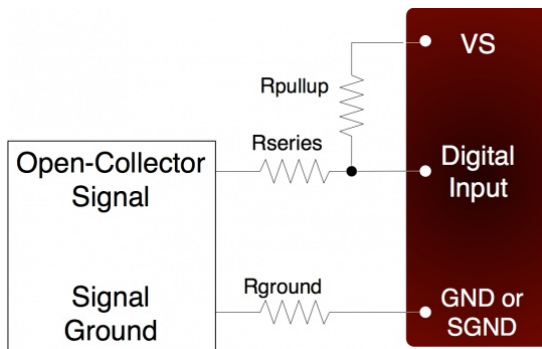 VS
Rpullup
Rseries
Open-Collector
Signal
Digital
Input
Rground
Signal
Ground
GND or
SGND